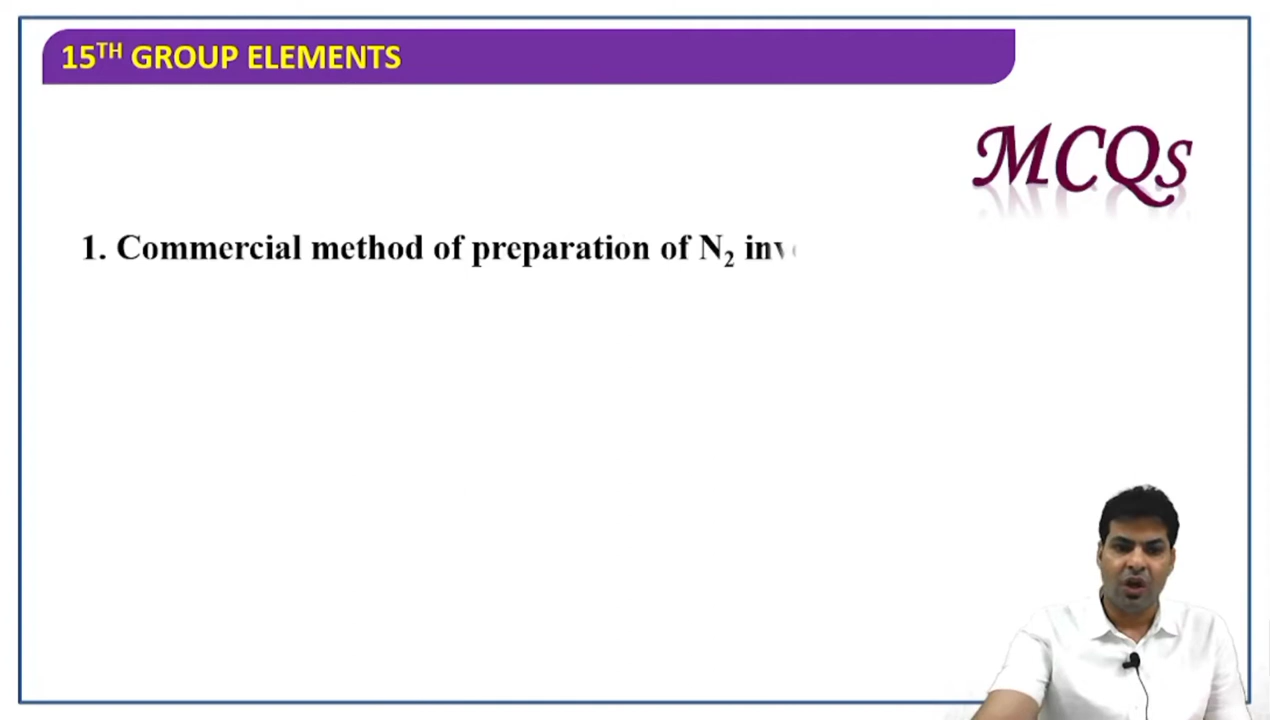 15TH GROUP ELEMENTS
MCQs
1. Commercial method of preparation of N₂